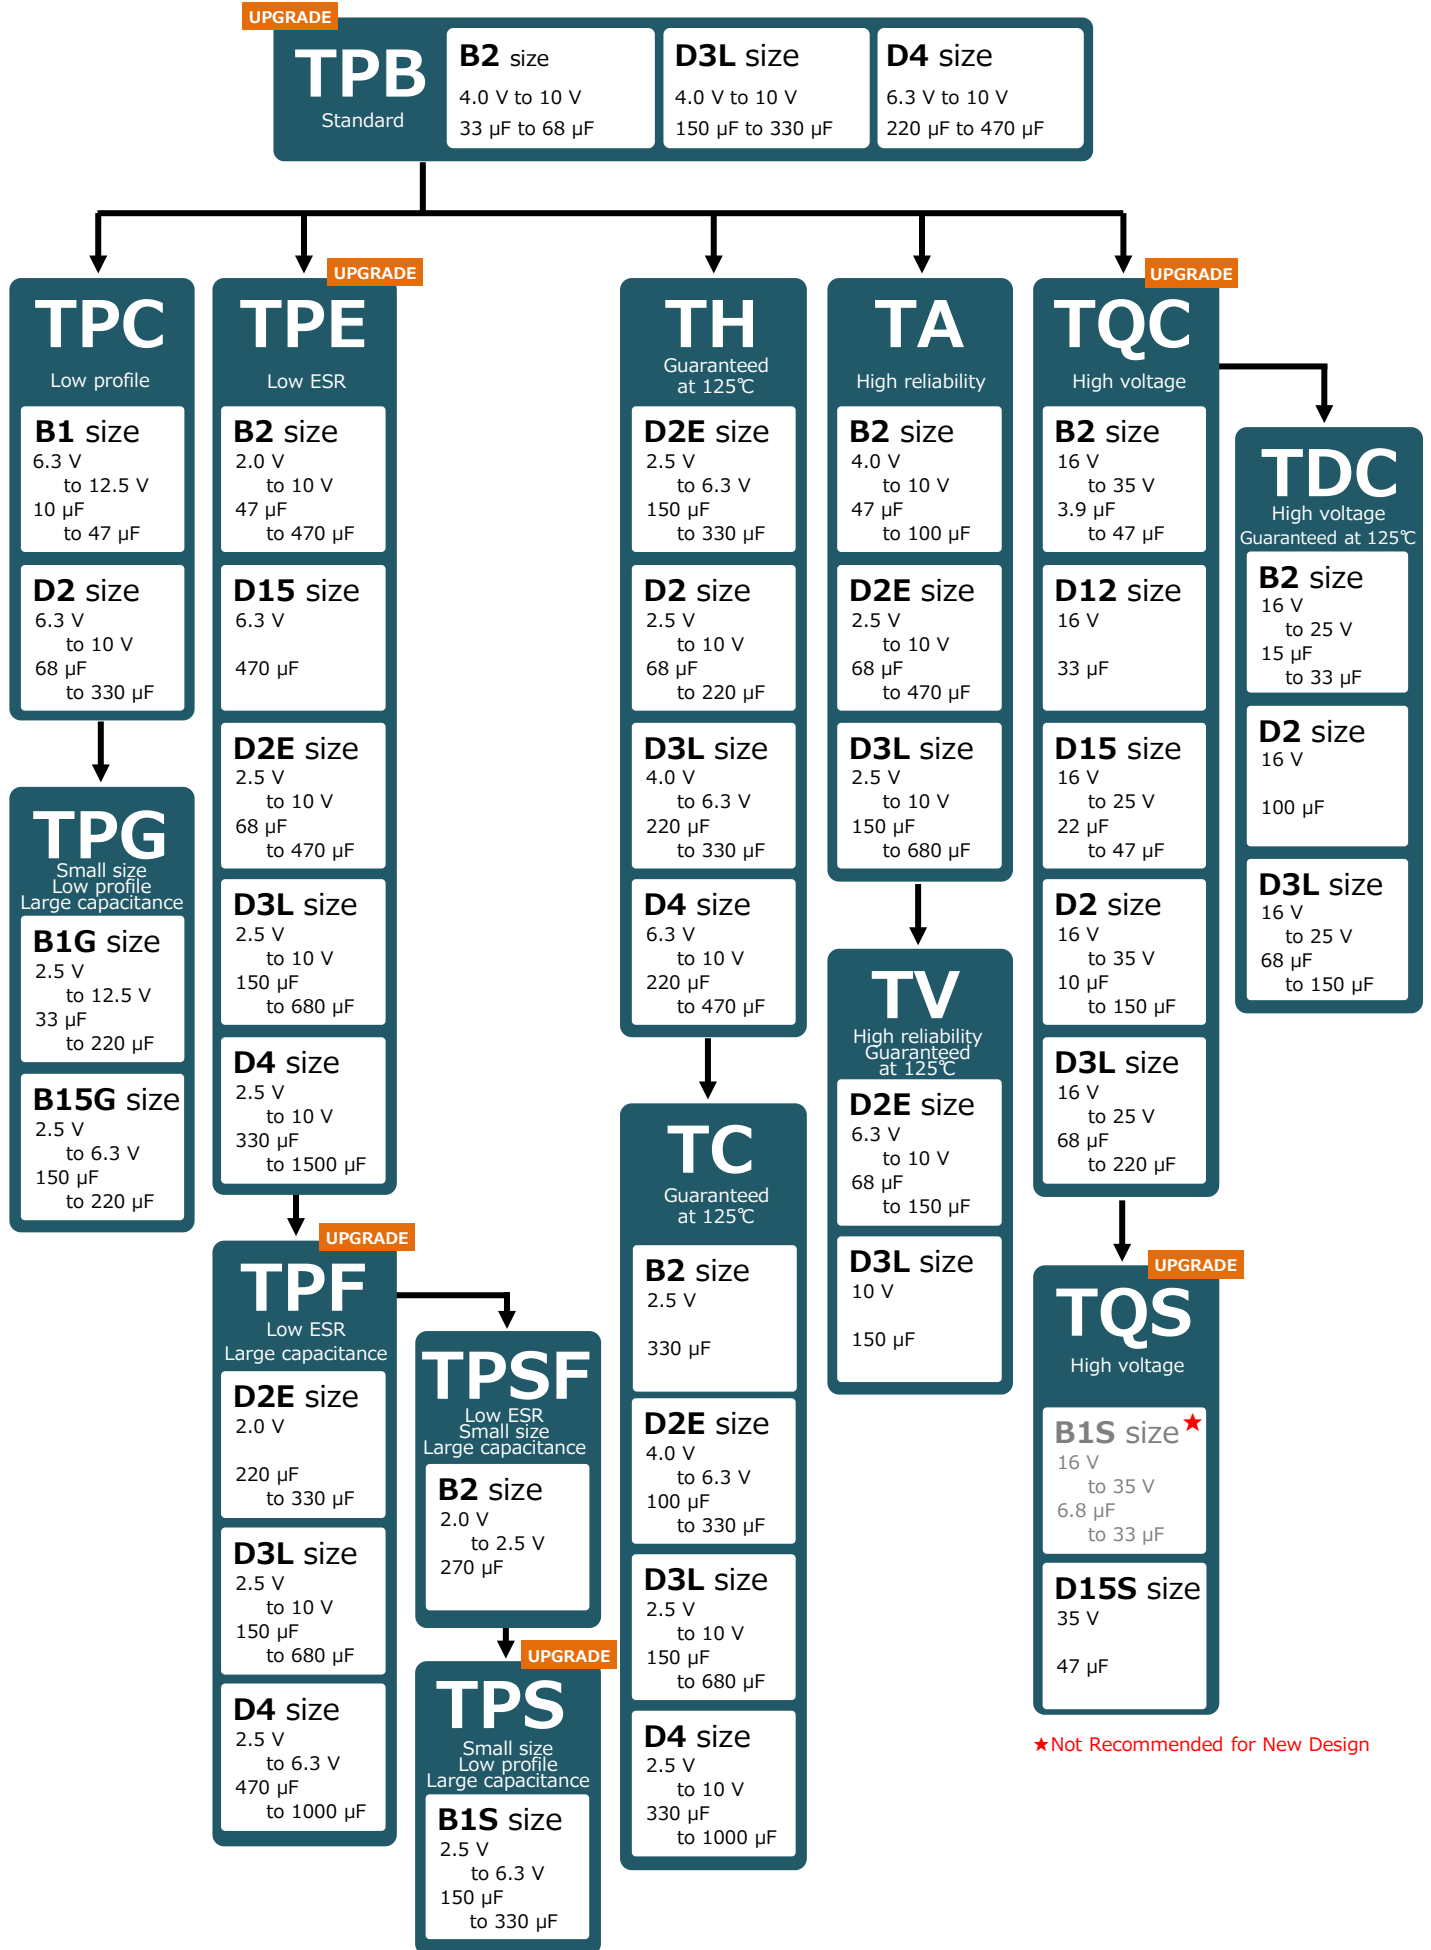 UPGRADE
TPB
Standard
B2 size
4.0 V to 10 V
33 μF to 68 μF
D3L size
4.0 V to 10 V
150 μF to 330 μF
D4 size
6.3 V to 10 V
220 μF to 470 μF
TPC
Low profile
B1 size
6.3 V
to 12.5 V
10 μF
to 47 μF
D2 size
6.3 V
to 10 V
68 μF
to 330 μF
TPG
Small size
Low profile
Large capacitance
B1G size
2.5 V
to 12.5 V
33 μF
to 220 μF
B15G size
2.5 V
to 6.3 V
150 μF
to 220 μF
UPGRADE
TPE
Low ESR
B2 size
2.0 V
to 10 V
47 μF
to 470 μF
D15 size
6.3 V
470 μF
D2E size
2.5 V
to 10 V
68 μF
to 470 μF
D3L size
2.5 V
to 10 V
150 μF
to 680 μF
D4 size
2.5 V
to 10 V
330 μF
to 1500 μF
UPGRADE
TPF
Low ESR
Large capacitance
D2E size
2.0 V
220 μF
to 330 μF
D3L size
2.5 V
to 10 V
150 μF
to 680 μF
D4 size
2.5 V
to 6.3 V
470 μF
to 1000 μF
TPSF
Low ESR
Small size
Large capacitance
B2 size
2.0 V
to 2.5 V
270 μF
UPGRADE
TPS
Small size
Low profile
Large capacitance
B1S size
2.5 V
to 6.3 V
150 μF
to 330 μF
TH
Guaranteed
at 125℃
D2E size
2.5 V
to 6.3 V
150 μF
to 330 μF
D2 size
2.5 V
to 10 V
68 μF
to 220 μF
D3L size
4.0 V
to 6.3 V
220 μF
to 330 μF
D4 size
6.3 V
to 10 V
220 μF
to 470 μF
TC
Guaranteed
at 125℃
B2 size
2.5 V
330 μF
D2E size
4.0 V
to 6.3 V
100 μF
to 330 μF
D3L size
2.5 V
to 10 V
150 μF
to 680 μF
D4 size
2.5 V
to 10 V
330 μF
to 1000 μF
TA
High reliability
B2 size
4.0 V
to 10 V
47 μF
to 100 μF
D2E size
2.5 V
to 10 V
68 μF
to 470 μF
D3L size
2.5 V
to 10 V
150 μF
to 680 μF
TV
High reliability
Guaranteed
at 125℃
D2E size
6.3 V
to 10 V
68 μF
to 150 μF
D3L size
10 V
150 μF
UPGRADE
TQC
High voltage
B2 size
16 V
to 35 V
3.9 μF
to 47 μF
D12 size
16 V
33 μF
D15 size
16 V
to 25 V
22 μF
to 47 μF
D2 size
16 V
to 35 V
10 μF
to 150 μF
D3L size
16 V
to 25 V
68 μF
to 220 μF
UPGRADE
TQS
High voltage
B1S size★
16 V
to 35 V
6.8 μF
to 33 μF
D15S size
35 V
47 μF
★Not Recommended for New Design
TDC
High voltage
Guaranteed at 125℃
B2 size
16 V
to 25 V
15 μF
to 33 μF
D2 size
16 V
100 μF
D3L size
16 V
to 25 V
68 μF
to 150 μF